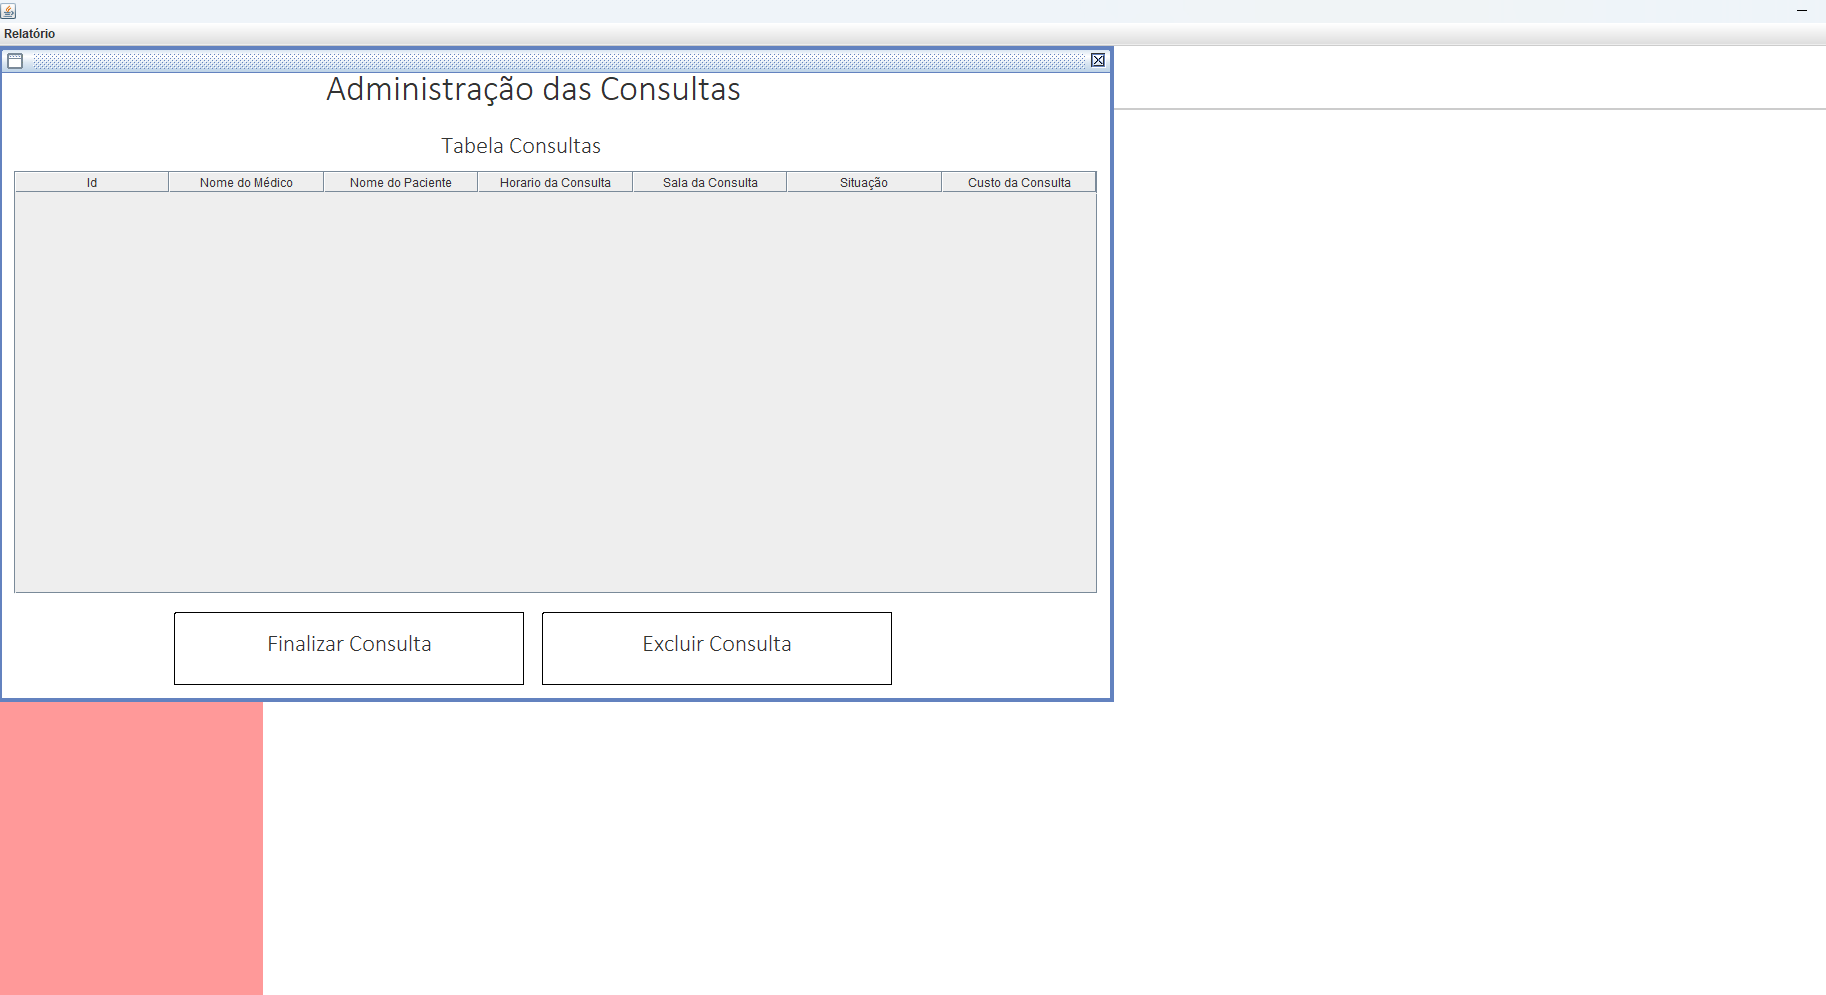 Relatório
Administração das Consultas
Tabela Consultas
Id Nome do Médico Nome do Paciente Horario da Consulta Sala da Consulta Situação Custo da Consulta
Finalizar Consulta Excluir Consulta